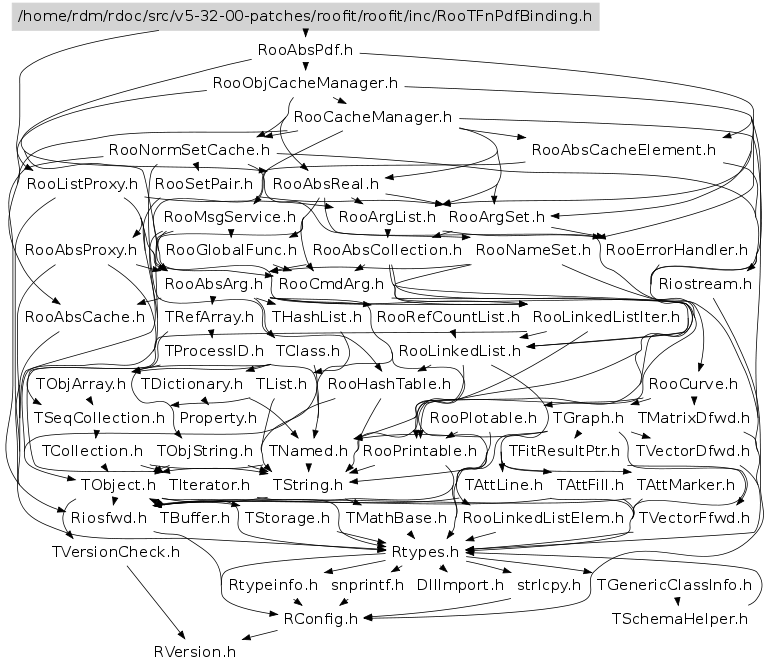 /home/rdm/rdoc/src/v5-32-00-patches/roofit/roofit/inc/RooTFnPdfBinding.h
RooAbsPdf.h
RooObjCacheManager.h
RooCacheManager.h
RooNormSetCache.h RooAbsCacheElement.h
RooListProxy.h RooSetPair.h RooAbsReal.h
RooMsgService.h RooArgList.h RooArgSet.h
RooAbsProxy.h RooGlobalFunc.h RooAbsCollection.h RooNameSet.h RooErrorHandler.h
RooAbsArg.h RooCmdArg.h Riostream.h
RooAbsCache.h TRefArray.h THashList.h RooRefCountList.h RooLinkedListIter.h
TProcessID.h TClass.h RooLinkedList.h
TObjArray.h TDictionary.h TList.h RooHashTable.h RooCurve.h
TSeqCollection.h Property.h RooPlotable.h TGraph.h TMatrixDfwd.h
TCollection.h TObjString.h TNamed.h RooPrintable.h TFitResultPtr.h TVectorDfwd.h
TObject.h TIterator.h TString.h TAttLine.h TAttFill.h TAttMarker.h
Riosfwd.h TBuffer.h TStorage.h TMathBase.h RooLinkedListElem.h TVectorFfwd.h
TVersionCheck.h Rtypes.h
Rtypeinfo.h snprintf.h DllImport.h strlcpy.h TGenericClassInfo.h
RConfig.h TSchemaHelper.h
RVersion.h